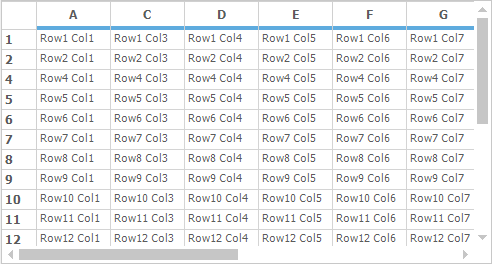 A C D E F G
1 Row1 Col1 Row1 Col3 Row1 Col4 Row1 Col5 Row1 Col6 Row1 Col7
2 Row2 Col1 Row2 Col3 Row2 Col4 Row2 Col5 Row2 Col6 Row2 Col7
4 Row4 Col1 Row4 Col3 Row4 Col4 Row4 Col5 Row4 Col6 Row4 Col7
5 Row5 Col1 Row5 Col3 Row5 Col4 Row5 Col5 Row5 Col6 Row5 Col7
6 Row6 Col1 Row6 Col3 Row6 Col4 Row6 Col5 Row6 Col6 Row6 Col7
7 Row7 Col1 Row7 Col3 Row7 Col4 Row7 Col5 Row7 Col6 Row7 Col7
8 Row8 Col1 Row8 Col3 Row8 Col4 Row8 Col5 Row8 Col6 Row8 Col7
9 Row9 Col1 Row9 Col3 Row9 Col4 Row9 Col5 Row9 Col6 Row9 Col7
10 Row10 Col1 Row10 Col3 Row10 Col4 Row10 Col5 Row10 Col6 Row10 Col7
11 Row11 Col1 Row11 Col3 Row11 Col4 Row11 Col5 Row11 Col6 Row11 Col7
12 Row12 Col1 Row12 Col3 Row12 Col4 Row12 Col5 Row12 Col6 Row12 Col7